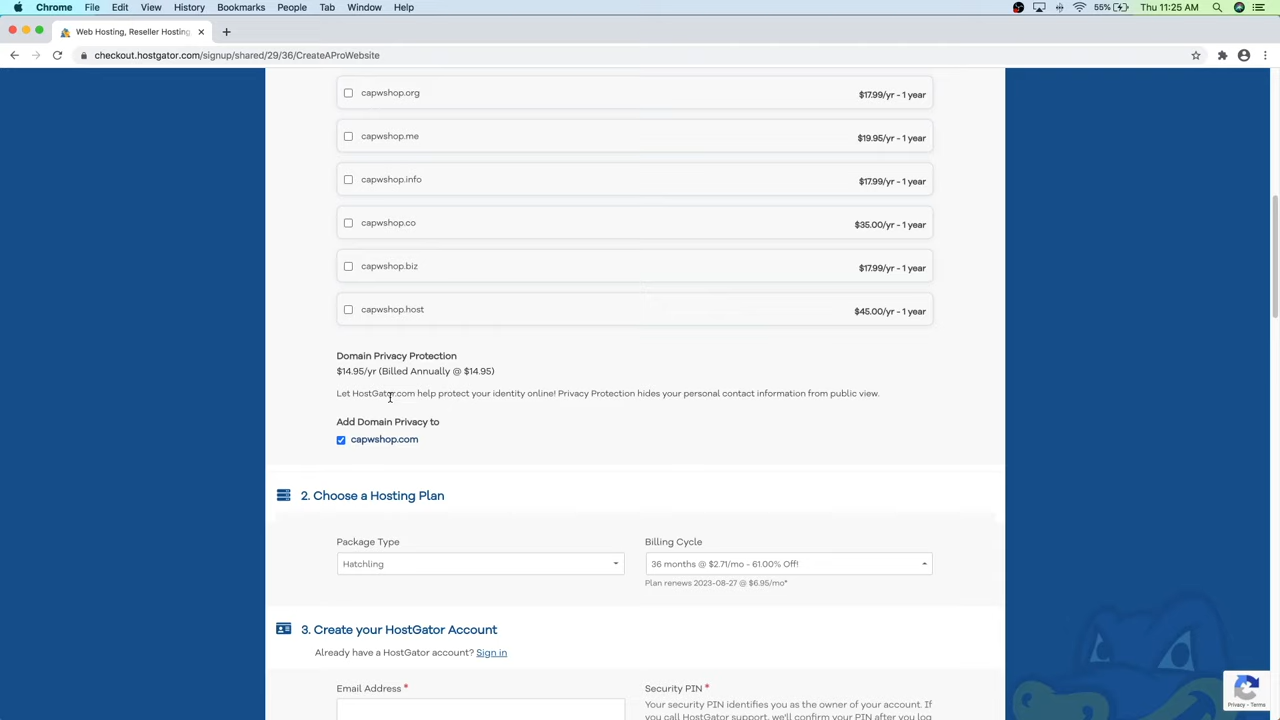 Chrome File Edit View History Bookmarks People Tab Window Help 55% Thu 11:25 AM
Web Hosting, Reseller Hosting
checkout.hostgator.com/signup/shared/29/36/CreateAProWebsite
capwshop.org $17.99/yr - 1 year
capwshop.me $19.95/yr - 1 year
capwshop.info $17.99/yr - 1 year
capwshop.co $35.00/yr - 1 year
capwshop.biz $17.99/yr - 1 year
capwshop.host $45.00/yr - 1 year
Domain Privacy Protection
$14.95/yr (Billed Annually @ $14.95)
Let HostGator.com help protect your identity online! Privacy Protection hides your personal contact information from public view.
Add Domain Privacy to
capwshop.com
2. Choose a Hosting Plan
Package Type Billing Cycle
Hatchling 36 months @ $2.71/mo - 61.00% Off!
Plan renews 2023-08-27 @ $6.95/mo*
3. Create your HostGator Account
Already have a HostGator account? Sign in
Email Address * Security PIN *
Your security PIN identifies you as the owner of your account. If
you call HostGator support, we'll confirm your PIN after you log
Privacy - Terms